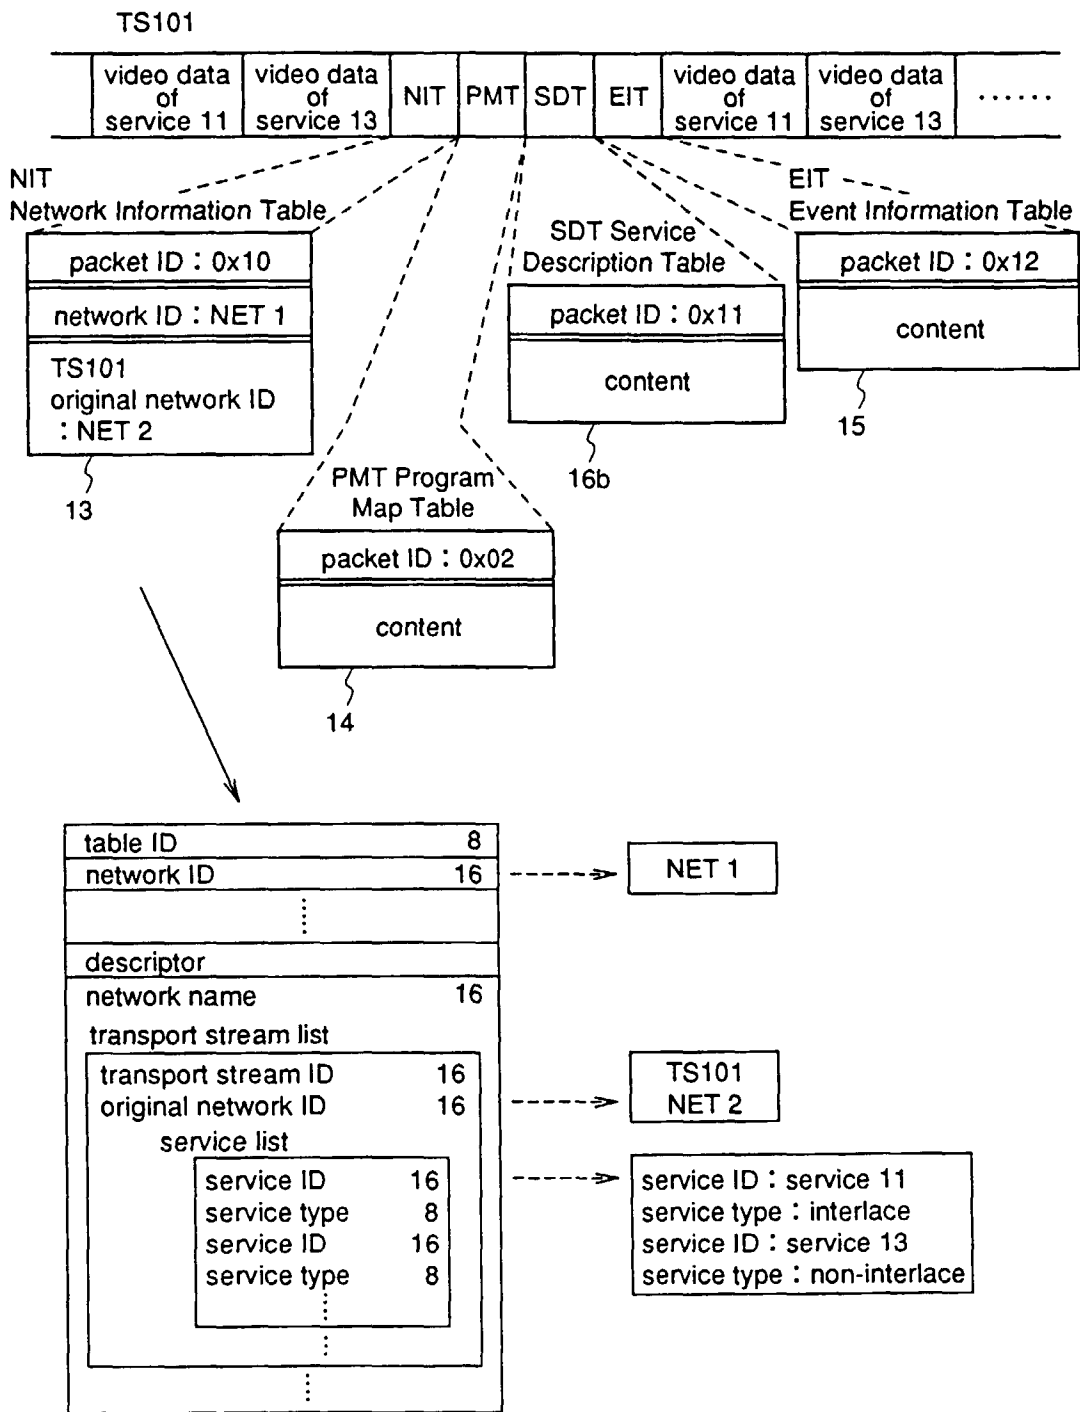 TS101
video data of service 11
video data of service 13
NIT
PMT
SDT
EIT
video data of service 11
video data of service 13
......
NIT
Network Information Table
packet ID : 0x10
network ID : NET 1
TS101
original network ID
: NET 2
13
PMT Program
Map Table
packet ID : 0x02
content
14
SDT Service
Description Table
packet ID : 0x11
content
16b
EIT
Event Information Table
packet ID : 0x12
content
15
table ID 8
network ID 16
NET 1
descriptor
network name 16
transport stream list
transport stream ID 16
original network ID 16
TS101
NET 2
service list
service ID 16
service type 8
service ID 16
service type 8
service ID : service 11
service type : interlace
service ID : service 13
service type : non-interlace